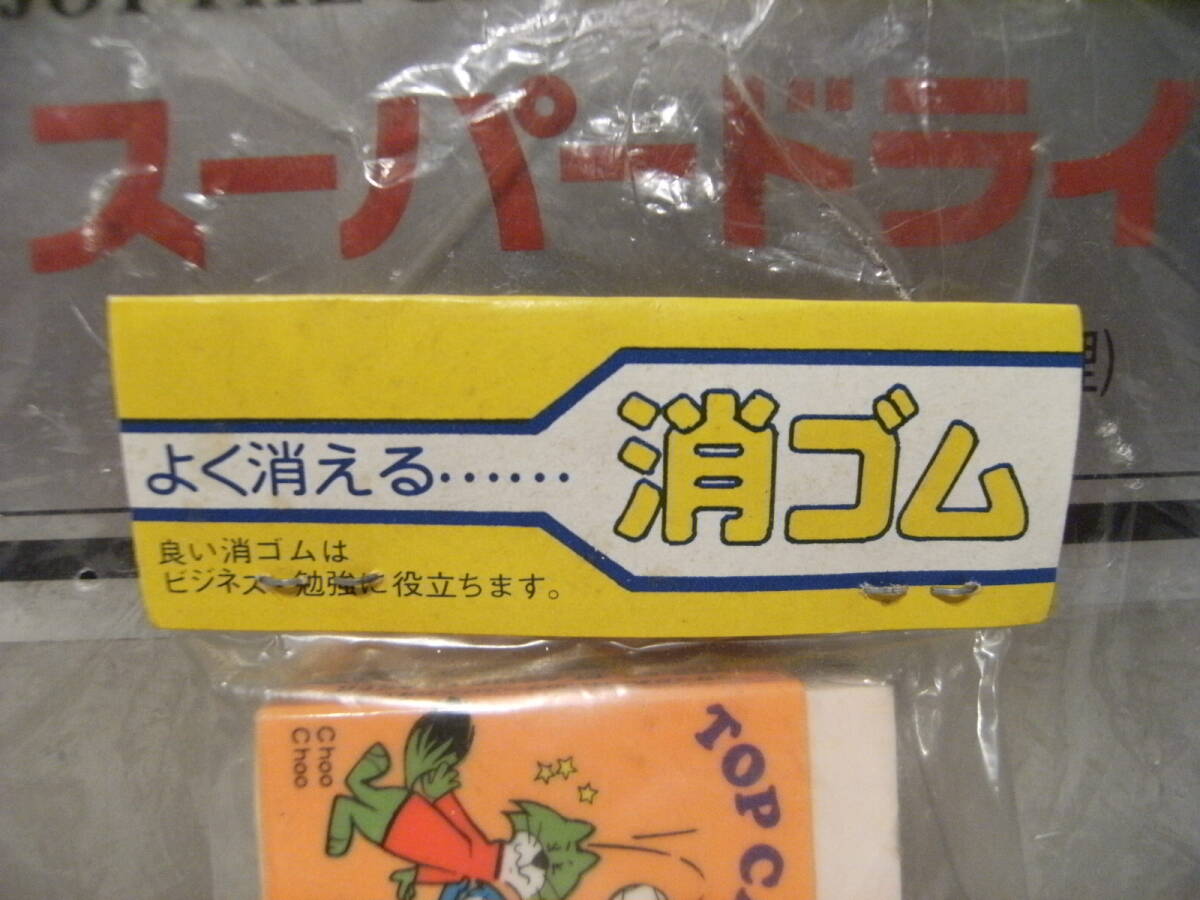 スーパードライ
理)
よく消える‥‥‥
消ゴム
良い消ゴムは
ビジネス 勉強に役立ちます。
TOP C
Choo
Choo